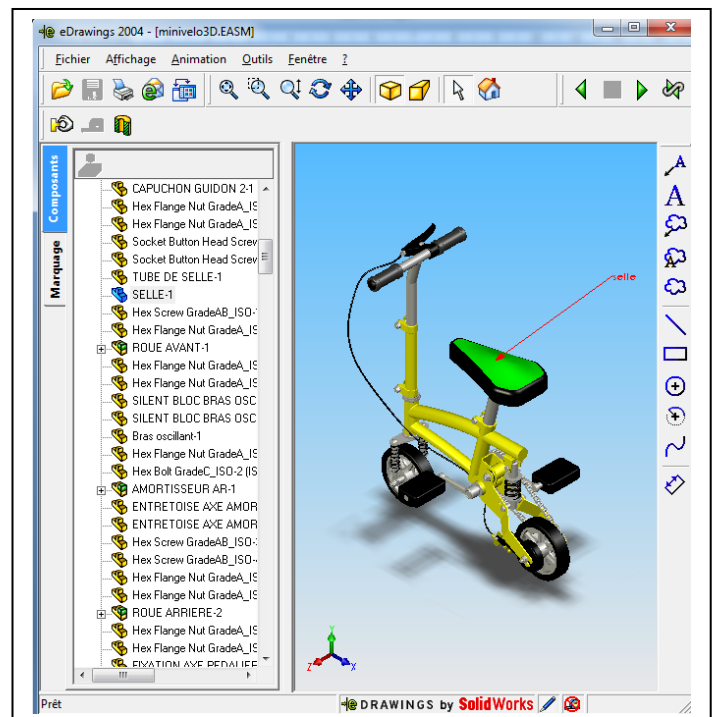 eDrawings 2004 - [minivelo3D.EASM]
Fichier Affichage Animation Outils Fenêtre ?
Composants
Marquage
CAPUCHON GUIDON 2-1
Hex Flange Nut GradeA_IS
Hex Flange Nut GradeA_IS
Socket Button Head Screw
Socket Button Head Screw
TUBE DE SELLE-1
SELLE-1
Hex Screw GradeAB_ISO-
Hex Flange Nut GradeA_IS
ROUE AVANT-1
Hex Flange Nut GradeA_IS
Hex Flange Nut GradeA_IS
SILENT BLOC BRAS OSC
SILENT BLOC BRAS OSC
Bras oscillant-1
Hex Flange Nut GradeA_IS
Hex Bolt GradeC_ISO-2 (IS
AMORTISSEUR AR-1
ENTRETOISE AXE AMOR
ENTRETOISE AXE AMOR
Hex Screw GradeAB_ISO-
Hex Screw GradeAB_ISO-
Hex Flange Nut GradeA_IS
ROUE ARRIERE-2
Hex Flange Nut GradeA_IS
Hex Flange Nut GradeA_IS
FIXATION AXE PEDALIER
selle
A
A
A
Y
Z
X
Prêt
eDRAWINGS by SolidWorks